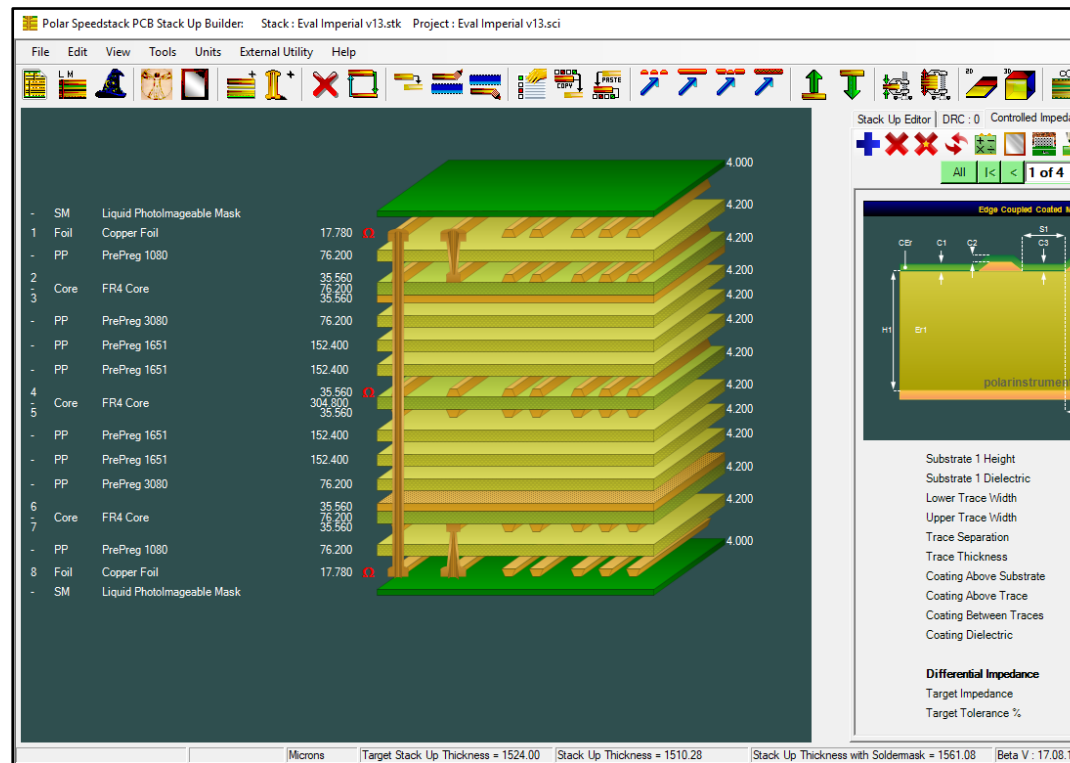 Polar Speedstack PCB Stack Up Builder: Stack : Eval Imperial v13.stk Project : Eval Imperial v13.sci
File Edit View Tools Units External Utility Help
L M
COPY
PASTE
2D
3D
Stack Up Editor DRC : 0 Controlled Impeda
All |< < 1 of 4
Edge Coupled Coated M
S1
CEr C1 C2 C3
H1 Er1
polarinstrument
4.000
4.200
- SM Liquid PhotoImageable Mask
1 Foil Copper Foil 17.780 Ω 4.200
- PP PrePreg 1080 76.200 4.200
2 35.560 4.200
- Core FR4 Core 76.200
3 35.560
- PP PrePreg 3080 76.200 4.200
- PP PrePreg 1651 152.400 4.200
- PP PrePreg 1651 152.400 4.200
4 35.560 Ω 4.200
- Core FR4 Core 304.800
5 35.560 4.200
- PP PrePreg 1651 152.400 4.200
- PP PrePreg 1651 152.400
- PP PrePreg 3080 76.200 4.200
6 35.560
- Core FR4 Core 76.200 4.200
7 35.560
- PP PrePreg 1080 76.200 4.000
8 Foil Copper Foil 17.780 Ω
- SM Liquid PhotoImageable Mask
Substrate 1 Height
Substrate 1 Dielectric
Lower Trace Width
Upper Trace Width
Trace Separation
Trace Thickness
Coating Above Substrate
Coating Above Trace
Coating Between Traces
Coating Dielectric
Differential Impedance
Target Impedance
Target Tolerance %
Microns Target Stack Up Thickness = 1524.00 Stack Up Thickness = 1510.28 Stack Up Thickness with Soldermask = 1561.08 Beta V : 17.08.1